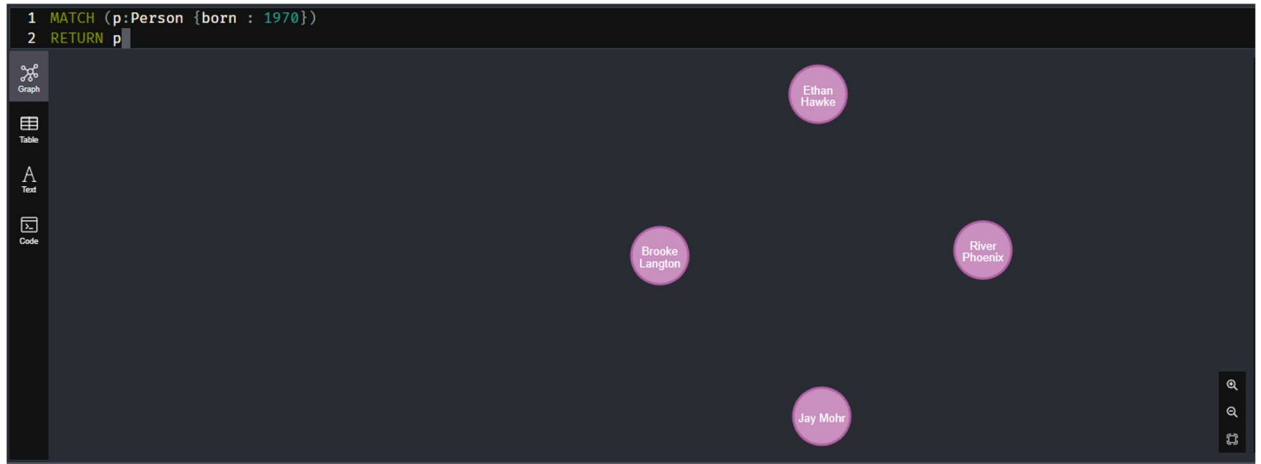 1 MATCH (p:Person {born : 1970})
2 RETURN p
Graph
Table
A
Text
Code
Ethan
Hawke
Brooke
Langton
River
Phoenix
Jay Mohr